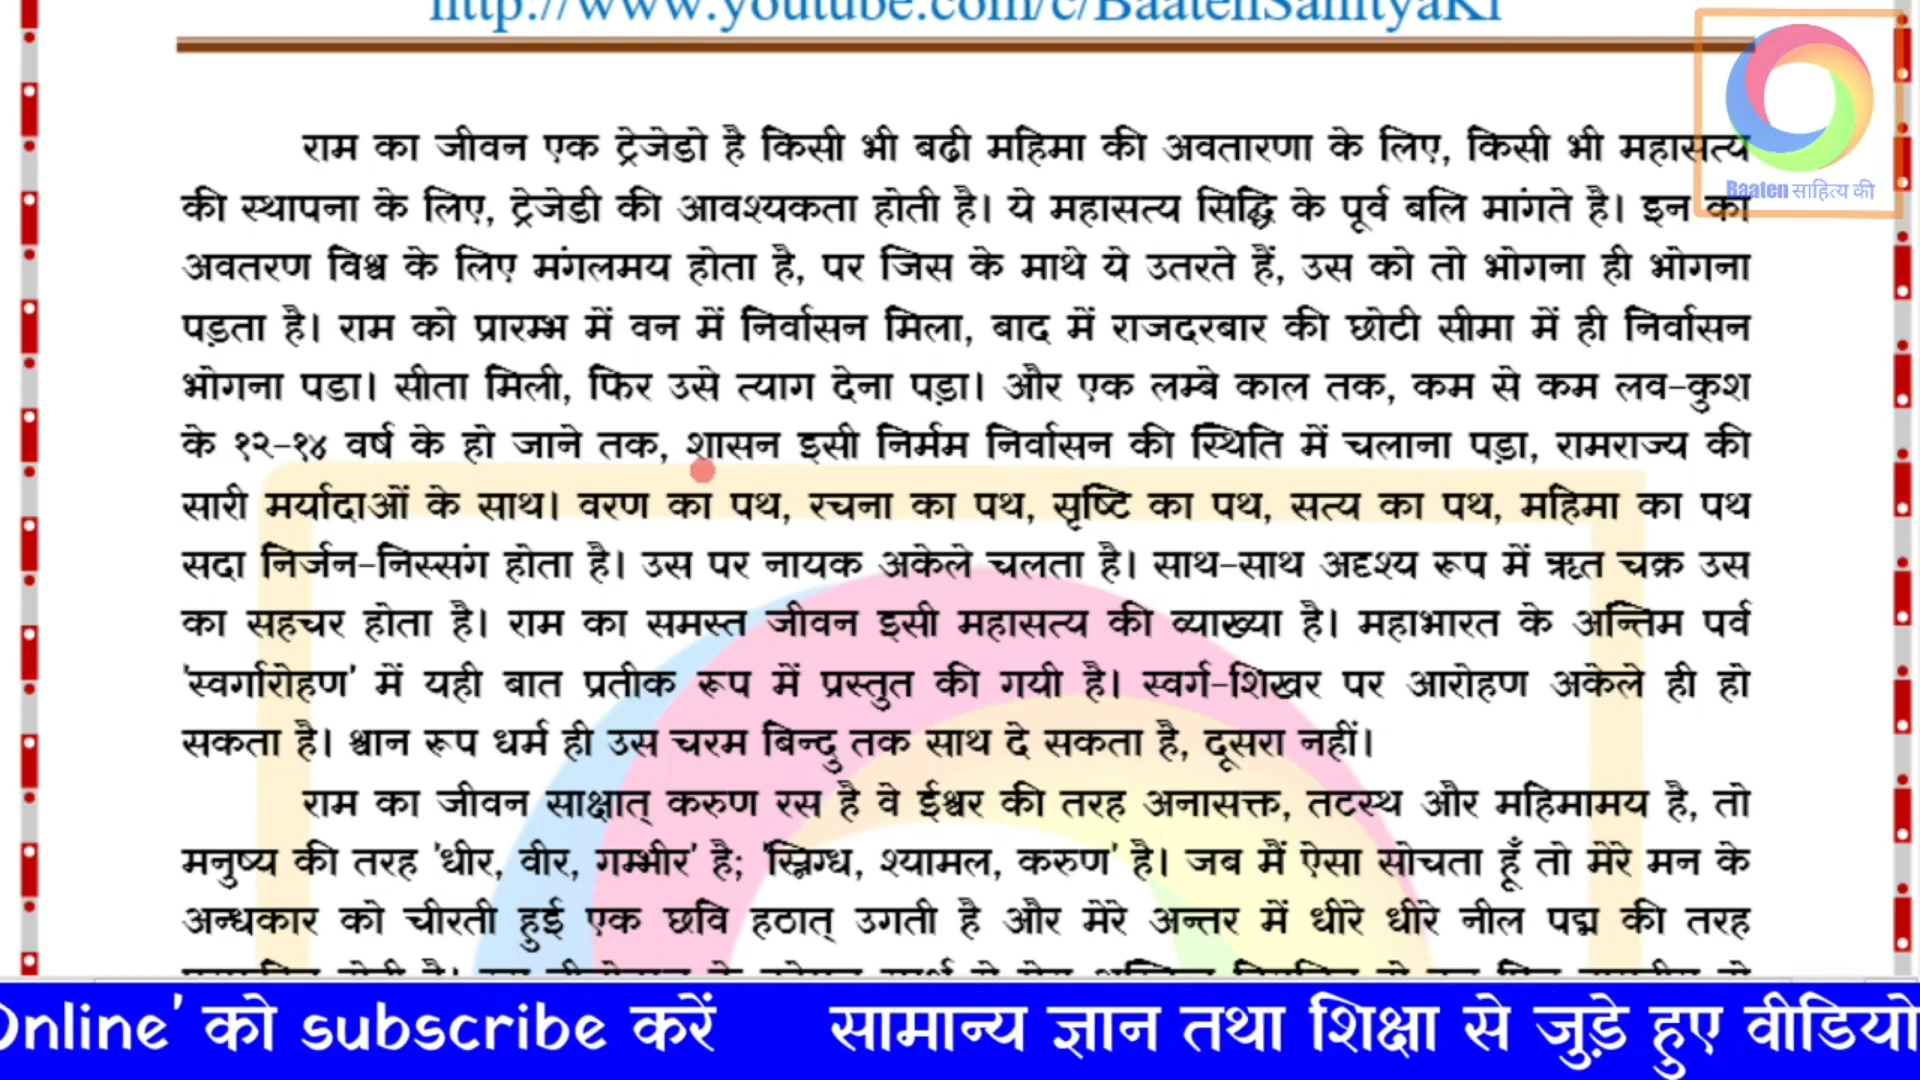 http://www.youtube.com/c/BaatenSahityaKi
Baaten साहित्य की
राम का जीवन एक ट्रेजेडो है किसी भी बढी महिमा की अवतारणा के लिए, किसी भी महासत्य
की स्थापना के लिए, ट्रेजेडी की आवश्यकता होती है। ये महासत्य सिद्धि के पूर्व बलि मांगते है। इन का
अवतरण विश्व के लिए मंगलमय होता है, पर जिस के माथे ये उतरते हैं, उस को तो भोगना ही भोगना
पड़ता है। राम को प्रारम्भ में वन में निर्वासन मिला, बाद में राजदरबार की छोटी सीमा में ही निर्वासन
भोगना पडा। सीता मिली, फिर उसे त्याग देना पड़ा। और एक लम्बे काल तक, कम से कम लव-कुश
के १२-१४ वर्ष के हो जाने तक, शासन इसी निर्मम निर्वासन की स्थिति में चलाना पड़ा, रामराज्य की
सारी मर्यादाओं के साथ। वरण का पथ, रचना का पथ, सृष्टि का पथ, सत्य का पथ, महिमा का पथ
सदा निर्जन-निस्संग होता है। उस पर नायक अकेले चलता है। साथ-साथ अदृश्य रूप में ऋत चक्र उस
का सहचर होता है। राम का समस्त जीवन इसी महासत्य की व्याख्या है। महाभारत के अन्तिम पर्व
'स्वर्गारोहण' में यही बात प्रतीक रूप में प्रस्तुत की गयी है। स्वर्ग-शिखर पर आरोहण अकेले ही हो
सकता है। श्वान रूप धर्म ही उस चरम बिन्दु तक साथ दे सकता है, दूसरा नहीं।
राम का जीवन साक्षात् करुण रस है वे ईश्वर की तरह अनासक्त, तटस्थ और महिमामय है, तो
मनुष्य की तरह 'धीर, वीर, गम्भीर' है; 'स्निग्ध, श्यामल, करुण' है। जब मैं ऐसा सोचता हूँ तो मेरे मन के
अन्धकार को चीरती हुई एक छवि हठात् उगती है और मेरे अन्तर में धीरे धीरे नील पद्म की तरह
Online' को subscribe करें सामान्य ज्ञान तथा शिक्षा से जुड़े हुए वीडियो